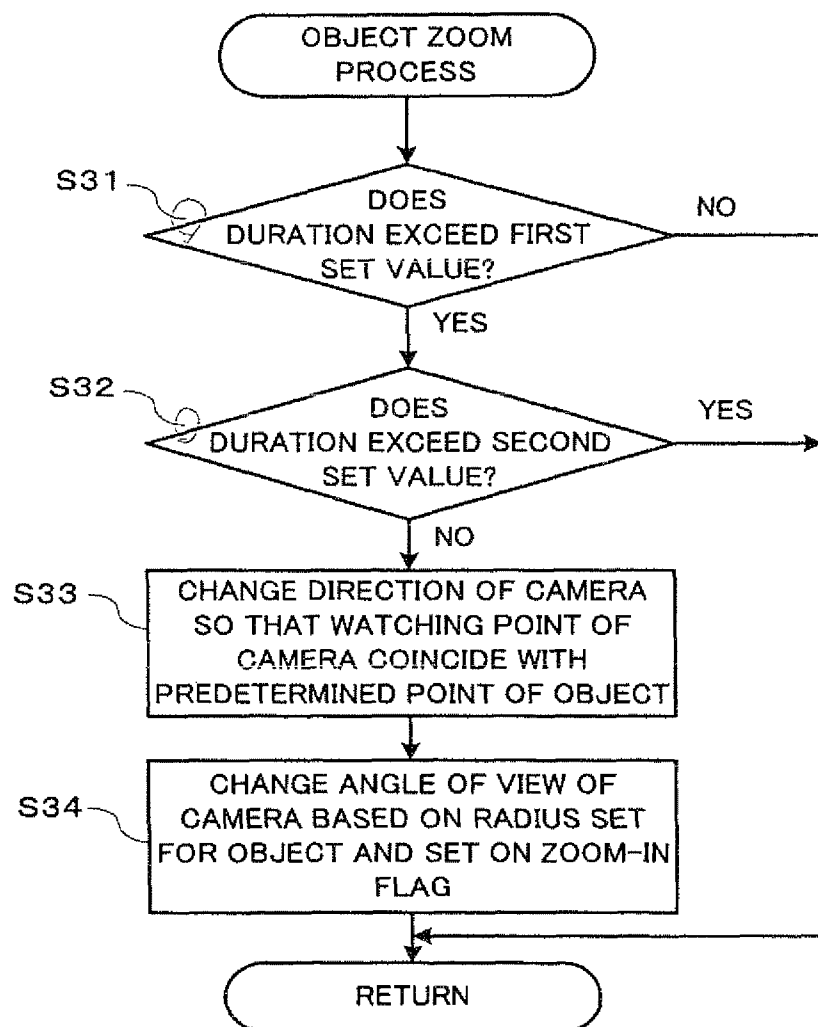 OBJECT ZOOM
PROCESS
S31
DOES
DURATION EXCEED FIRST
SET VALUE?
NO
YES
S32
DOES
DURATION EXCEED SECOND
SET VALUE?
YES
NO
S33
CHANGE DIRECTION OF CAMERA
SO THAT WATCHING POINT OF
CAMERA COINCIDE WITH
PREDETERMINED POINT OF OBJECT
S34
CHANGE ANGLE OF VIEW OF
CAMERA BASED ON RADIUS SET
FOR OBJECT AND SET ON ZOOM-IN
FLAG
RETURN